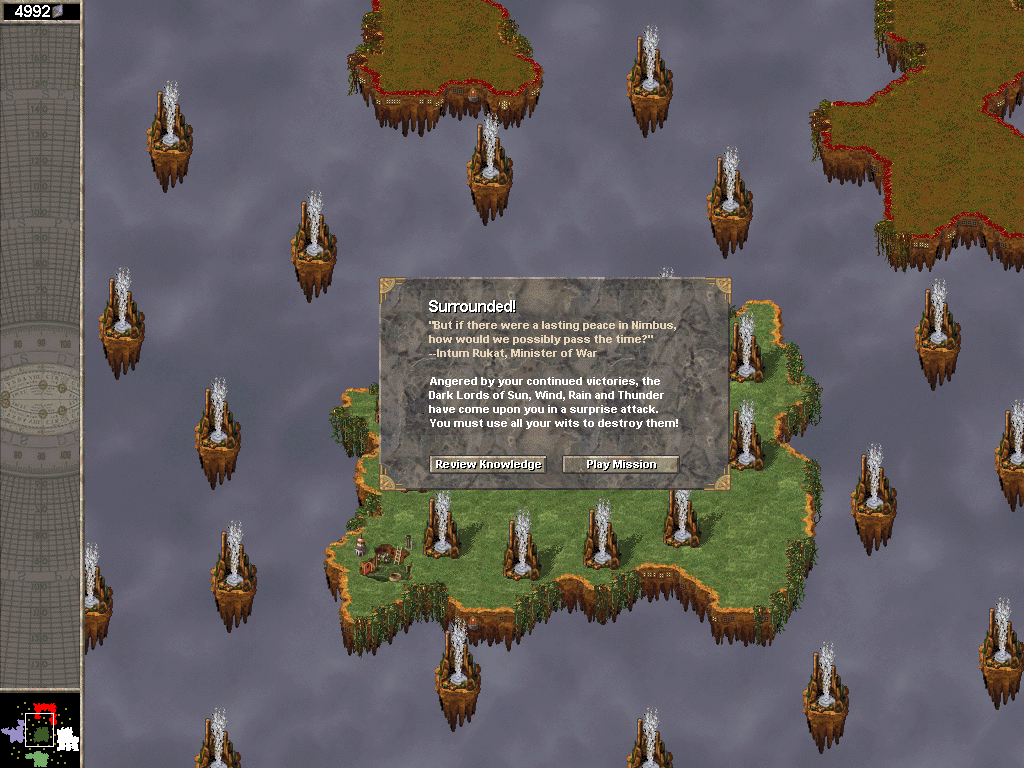 4992
Surrounded!
"But if there were a lasting peace in Nimbus,
how would we possibly pass the time?"
--Intum Rukat, Minister of War
Angered by your continued victories, the
Dark Lords of Sun, Wind, Rain and Thunder
have come upon you in a surprise attack.
You must use all your wits to destroy them!
Review Knowledge
Play Mission